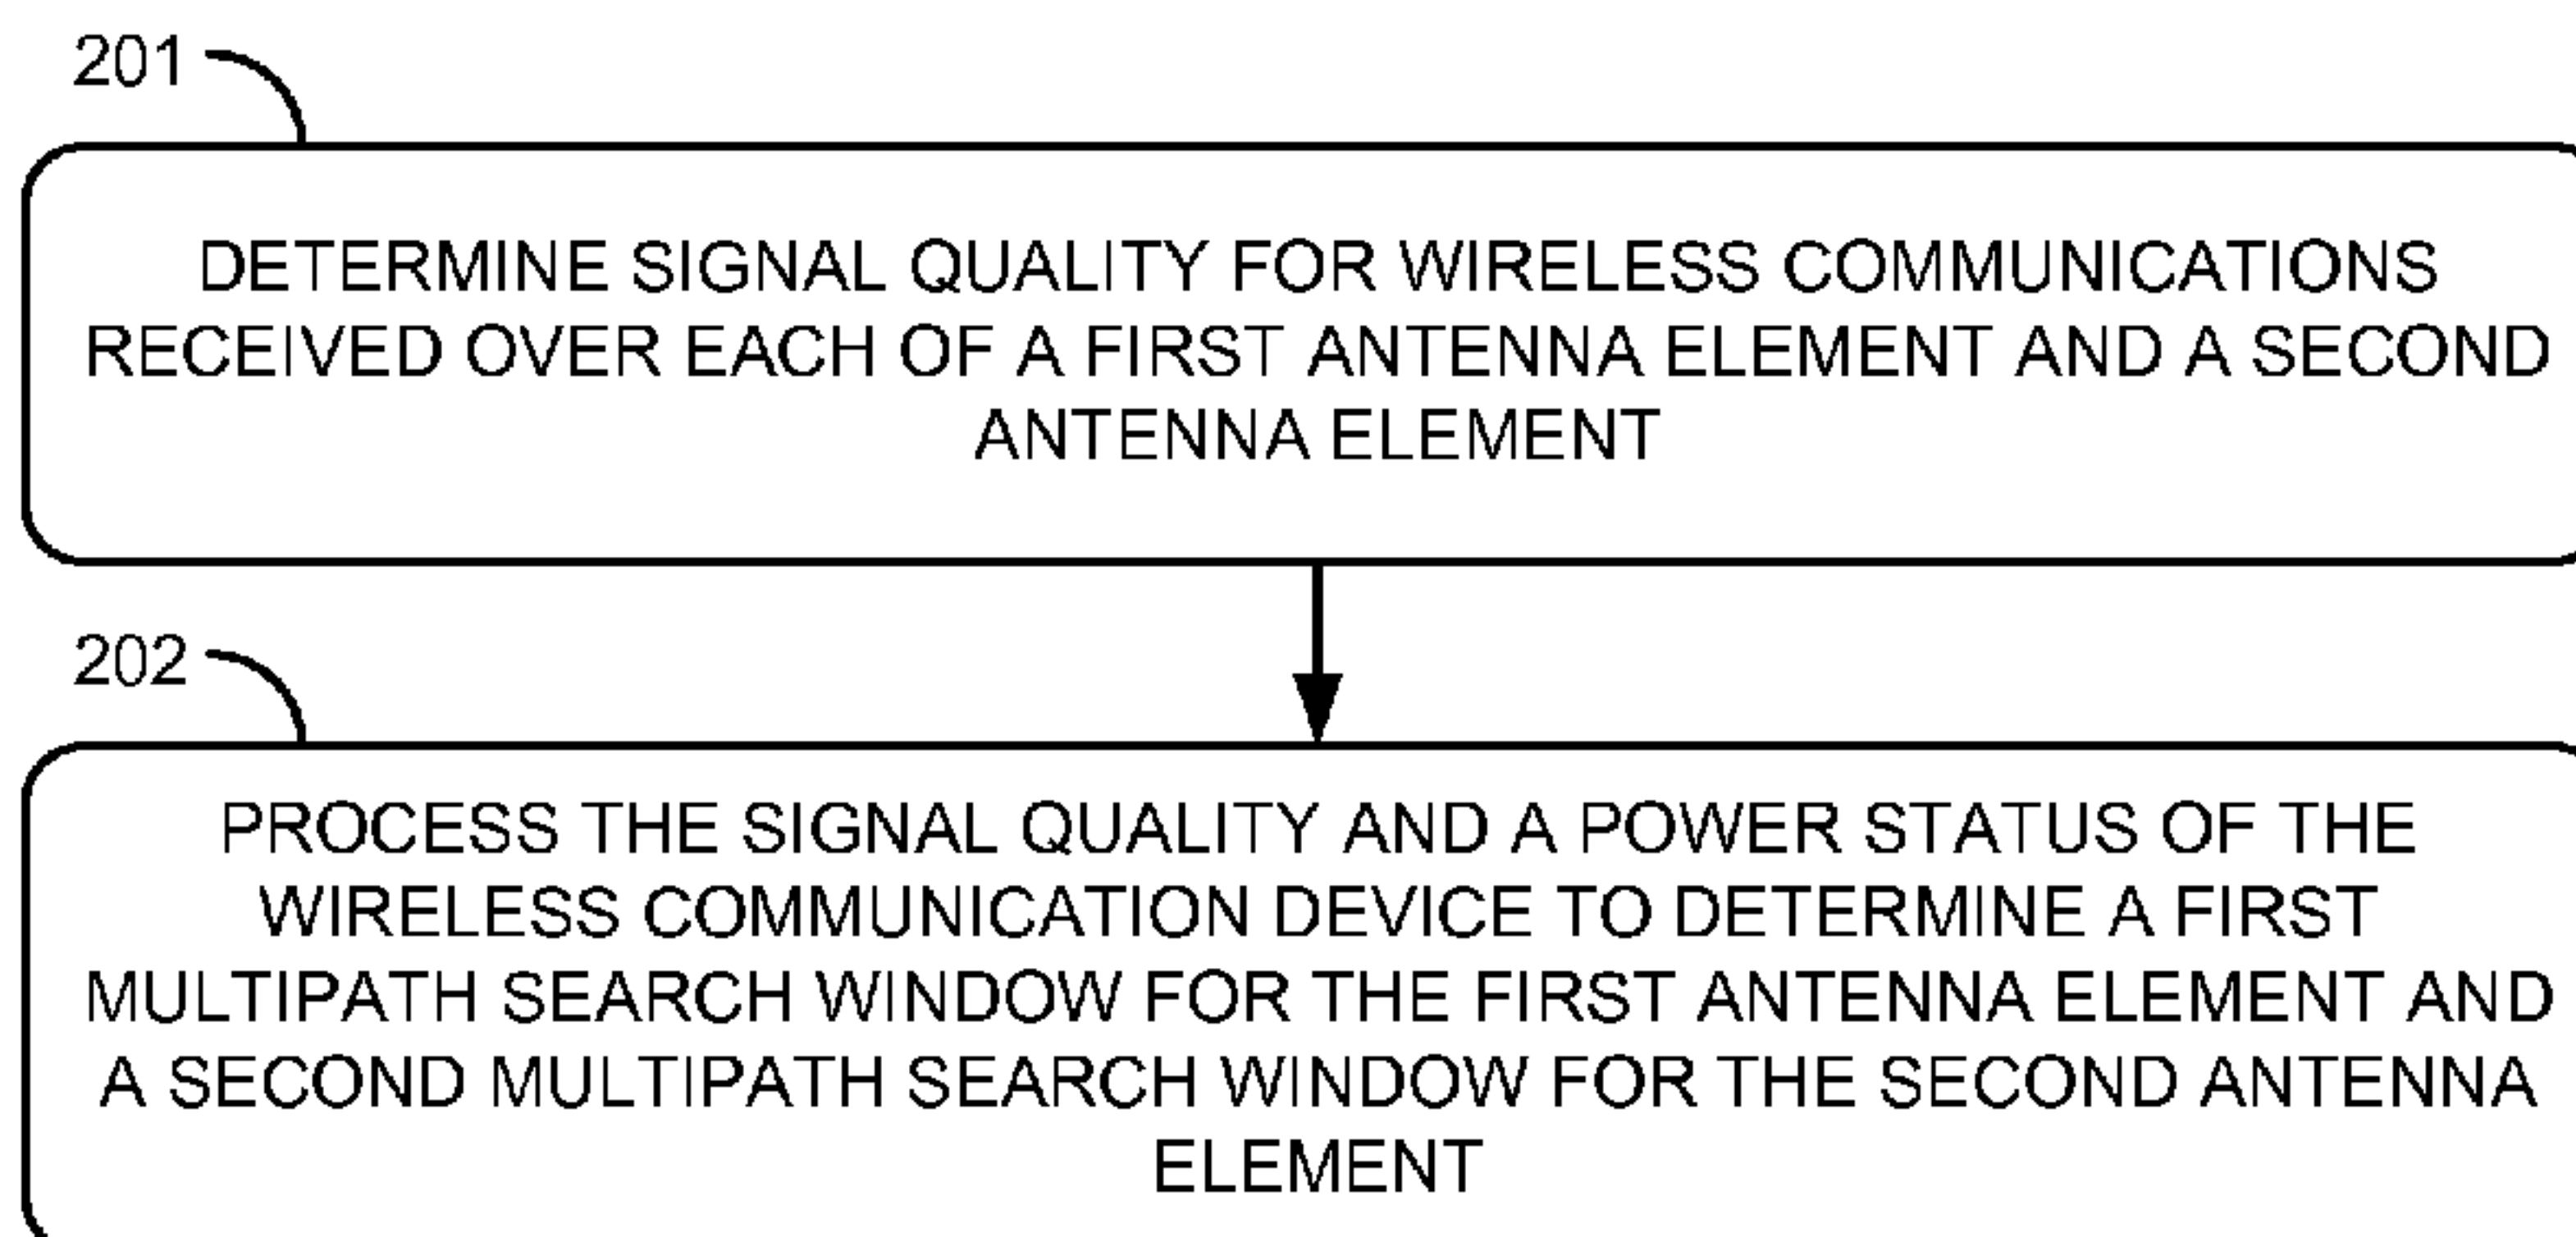 201
DETERMINE SIGNAL QUALITY FOR WIRELESS COMMUNICATIONS
RECEIVED OVER EACH OF A FIRST ANTENNA ELEMENT AND A SECOND
ANTENNA ELEMENT
202
PROCESS THE SIGNAL QUALITY AND A POWER STATUS OF THE
WIRELESS COMMUNICATION DEVICE TO DETERMINE A FIRST
MULTIPATH SEARCH WINDOW FOR THE FIRST ANTENNA ELEMENT AND
A SECOND MULTIPATH SEARCH WINDOW FOR THE SECOND ANTENNA
ELEMENT